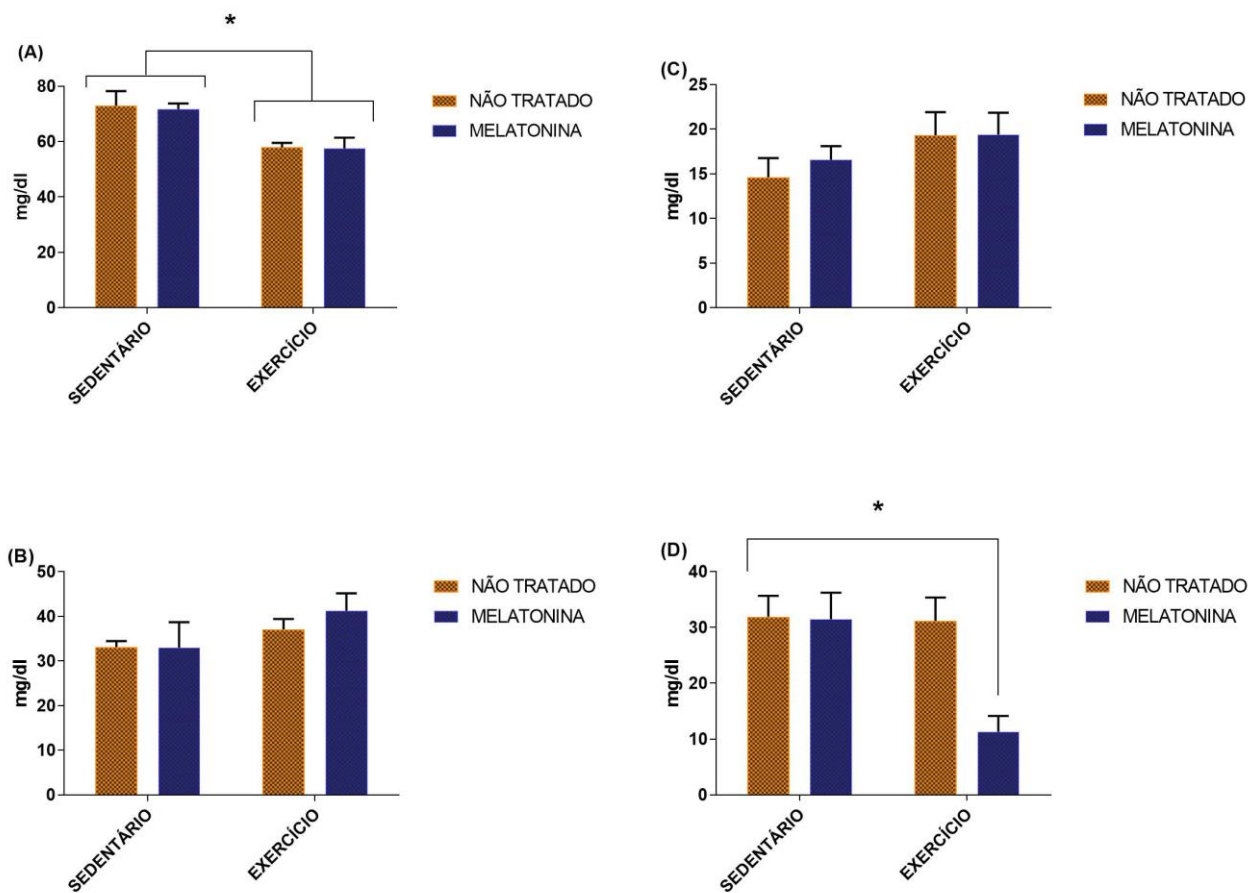 *
(A)
80
60
40
20
0
mg/dl
SEDENTÁRIO
EXERCÍCIO
NÃO TRATADO
MELATONINA
(C)
25
20
15
10
5
0
mg/dl
SEDENTÁRIO
EXERCÍCIO
NÃO TRATADO
MELATONINA
(B)
50
40
30
20
10
0
mg/dl
SEDENTÁRIO
EXERCÍCIO
NÃO TRATADO
MELATONINA
*
(D)
40
30
20
10
0
mg/dl
SEDENTÁRIO
EXERCÍCIO
NÃO TRATADO
MELATONINA